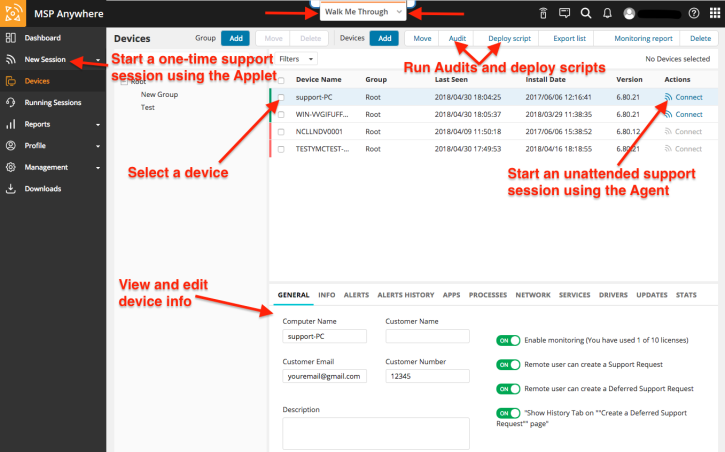 MSP Anywhere
Walk Me Through
Dashboard
New Session
Devices
Running Sessions
Reports
Profile
Management
Downloads
Devices
Group Add Move Delete Devices Add Move Audit Deploy script Export list Monitoring report Delete
Start a one-time support
session using the Applet
Filters
Run Audits and deploy scripts
No Devices selected
Root
New Group
Test
Device Name Group Last Seen Install Date Version Actions
support-PC Root 2018/04/30 18:04:25 2017/06/06 12:16:41 6.80.21 Connect
WIN-VVGIFUFF... Root 2018/04/30 18:05:37 2018/03/29 11:38:35 6.80.21 Connect
NCLLNDV0001 Root 2018/04/09 11:50:18 2017/06/06 15:38:52 6.80.12 Connect
TESTYMCTEST-... Root 2018/04/30 17:49:53 2018/04/16 18:18:55 6.80.21 Connect
Select a device
Start an unattended support
session using the Agent
View and edit
device info
GENERAL INFO ALERTS ALERTS HISTORY APPS PROCESSES NETWORK SERVICES DRIVERS UPDATES STATS
Computer Name Customer Name
support-PC
ON Enable monitoring (You have used 1 of 10 licenses)
Customer Email Customer Number
ON Remote user can create a Support Request
youremail@gmail.com 12345
ON Remote user can create a Deferred Support Request
Description
ON "Show History Tab on ""Create a Deferred Support
Request"" page"